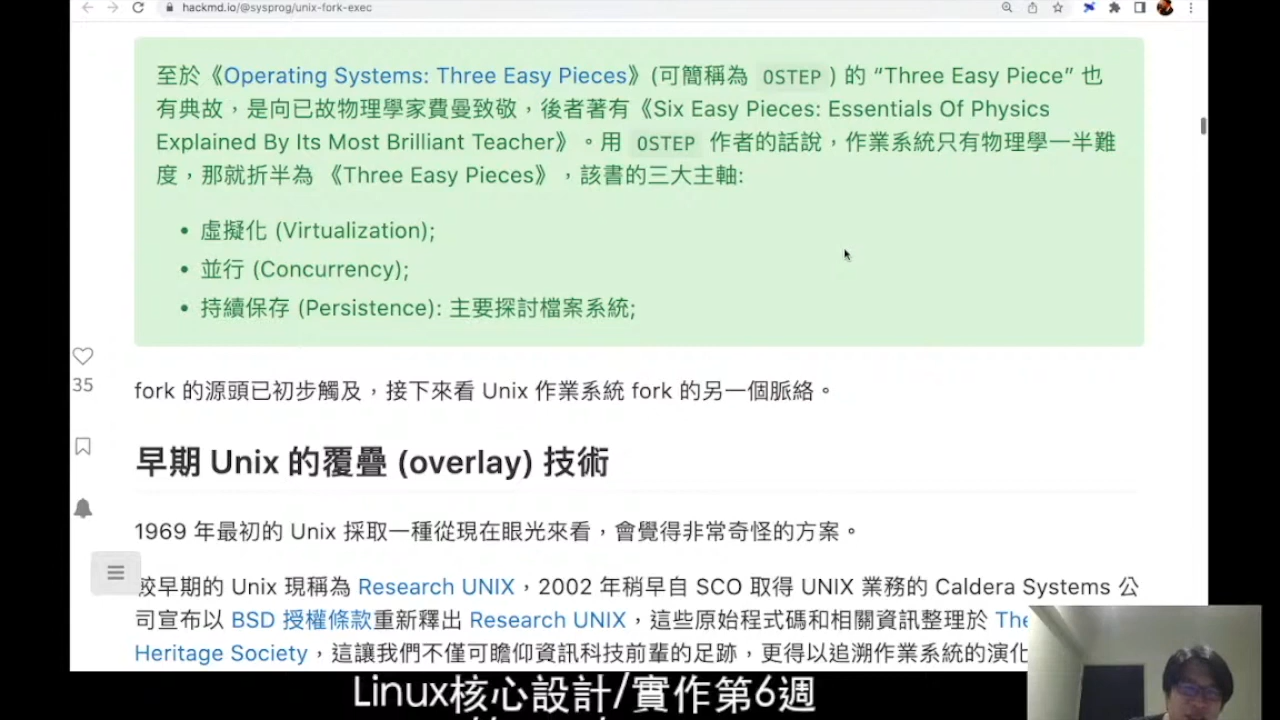 hackmd.io/@sysprog/unix-fork-exec
至於《Operating Systems: Three Easy Pieces》(可簡稱為 OSTEP ) 的 “Three Easy Piece” 也
有典故，是向已故物理學家費曼致敬，後者著有《Six Easy Pieces: Essentials Of Physics
Explained By Its Most Brilliant Teacher》。用 OSTEP 作者的話說，作業系統只有物理學一半難
度，那就折半為 《Three Easy Pieces》，該書的三大主軸:
• 虛擬化 (Virtualization);
• 並行 (Concurrency);
• 持續保存 (Persistence): 主要探討檔案系統;
35
fork 的源頭已初步觸及，接下來看 Unix 作業系統 fork 的另一個脈絡。
早期 Unix 的覆疊 (overlay) 技術
1969 年最初的 Unix 採取一種從現在眼光來看，會覺得非常奇怪的方案。
較早期的 Unix 現稱為 Research UNIX，2002 年稍早自 SCO 取得 UNIX 業務的 Caldera Systems 公
司宣布以 BSD 授權條款重新釋出 Research UNIX，這些原始程式碼和相關資訊整理於 The
Heritage Society，這讓我們不僅可瞻仰資訊科技前輩的足跡，更得以追溯作業系統的演化
Linux核心設計/實作第6週